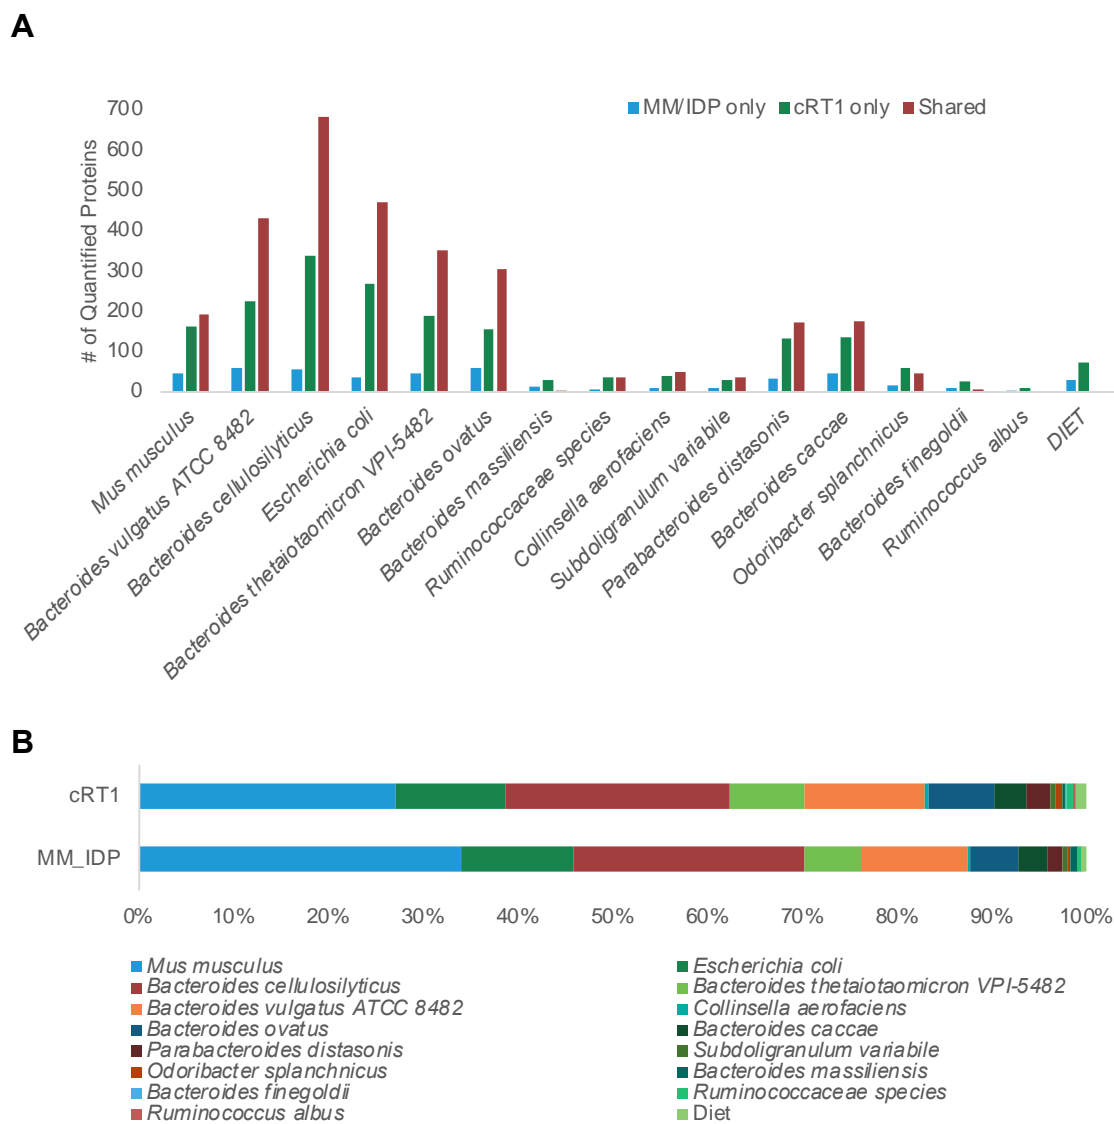 A
MM/IDP only cRT1 only Shared
# of Quantified Proteins
700
600
500
400
300
200
100
0
Mus musculus
Bacteroides vulgatus ATCC 8482
Bacteroides cellulosilyticus
Escherichia coli
Bacteroides thetaiotaomicron VPI-5482
Bacteroides ovatus
Bacteroides massiliensis
Ruminoccaceae species
Collinsella aerofaciens
Subdoligranulum variabile
Parabacteroides distasonis
Bacteroides caccae
Odoribacter splanchnicus
Bacteroides finegoldii
Ruminococcus albus
DIET
B
cRT1
MM_IDP
0% 10% 20% 30% 40% 50% 60% 70% 80% 90% 100%
Mus musculus Escherichia coli
Bacteroides cellulosilyticus Bacteroides thetaiotaomicron VPI-5482
Bacteroides vulgatus ATCC 8482 Collinsella aerofaciens
Bacteroides ovatus Bacteroides caccae
Parabacteroides distasonis Subdoligranulum variabile
Odoribacter splanchnicus Bacteroides massiliensis
Bacteroides finegoldii Ruminococcaceae species
Ruminococcus albus Diet